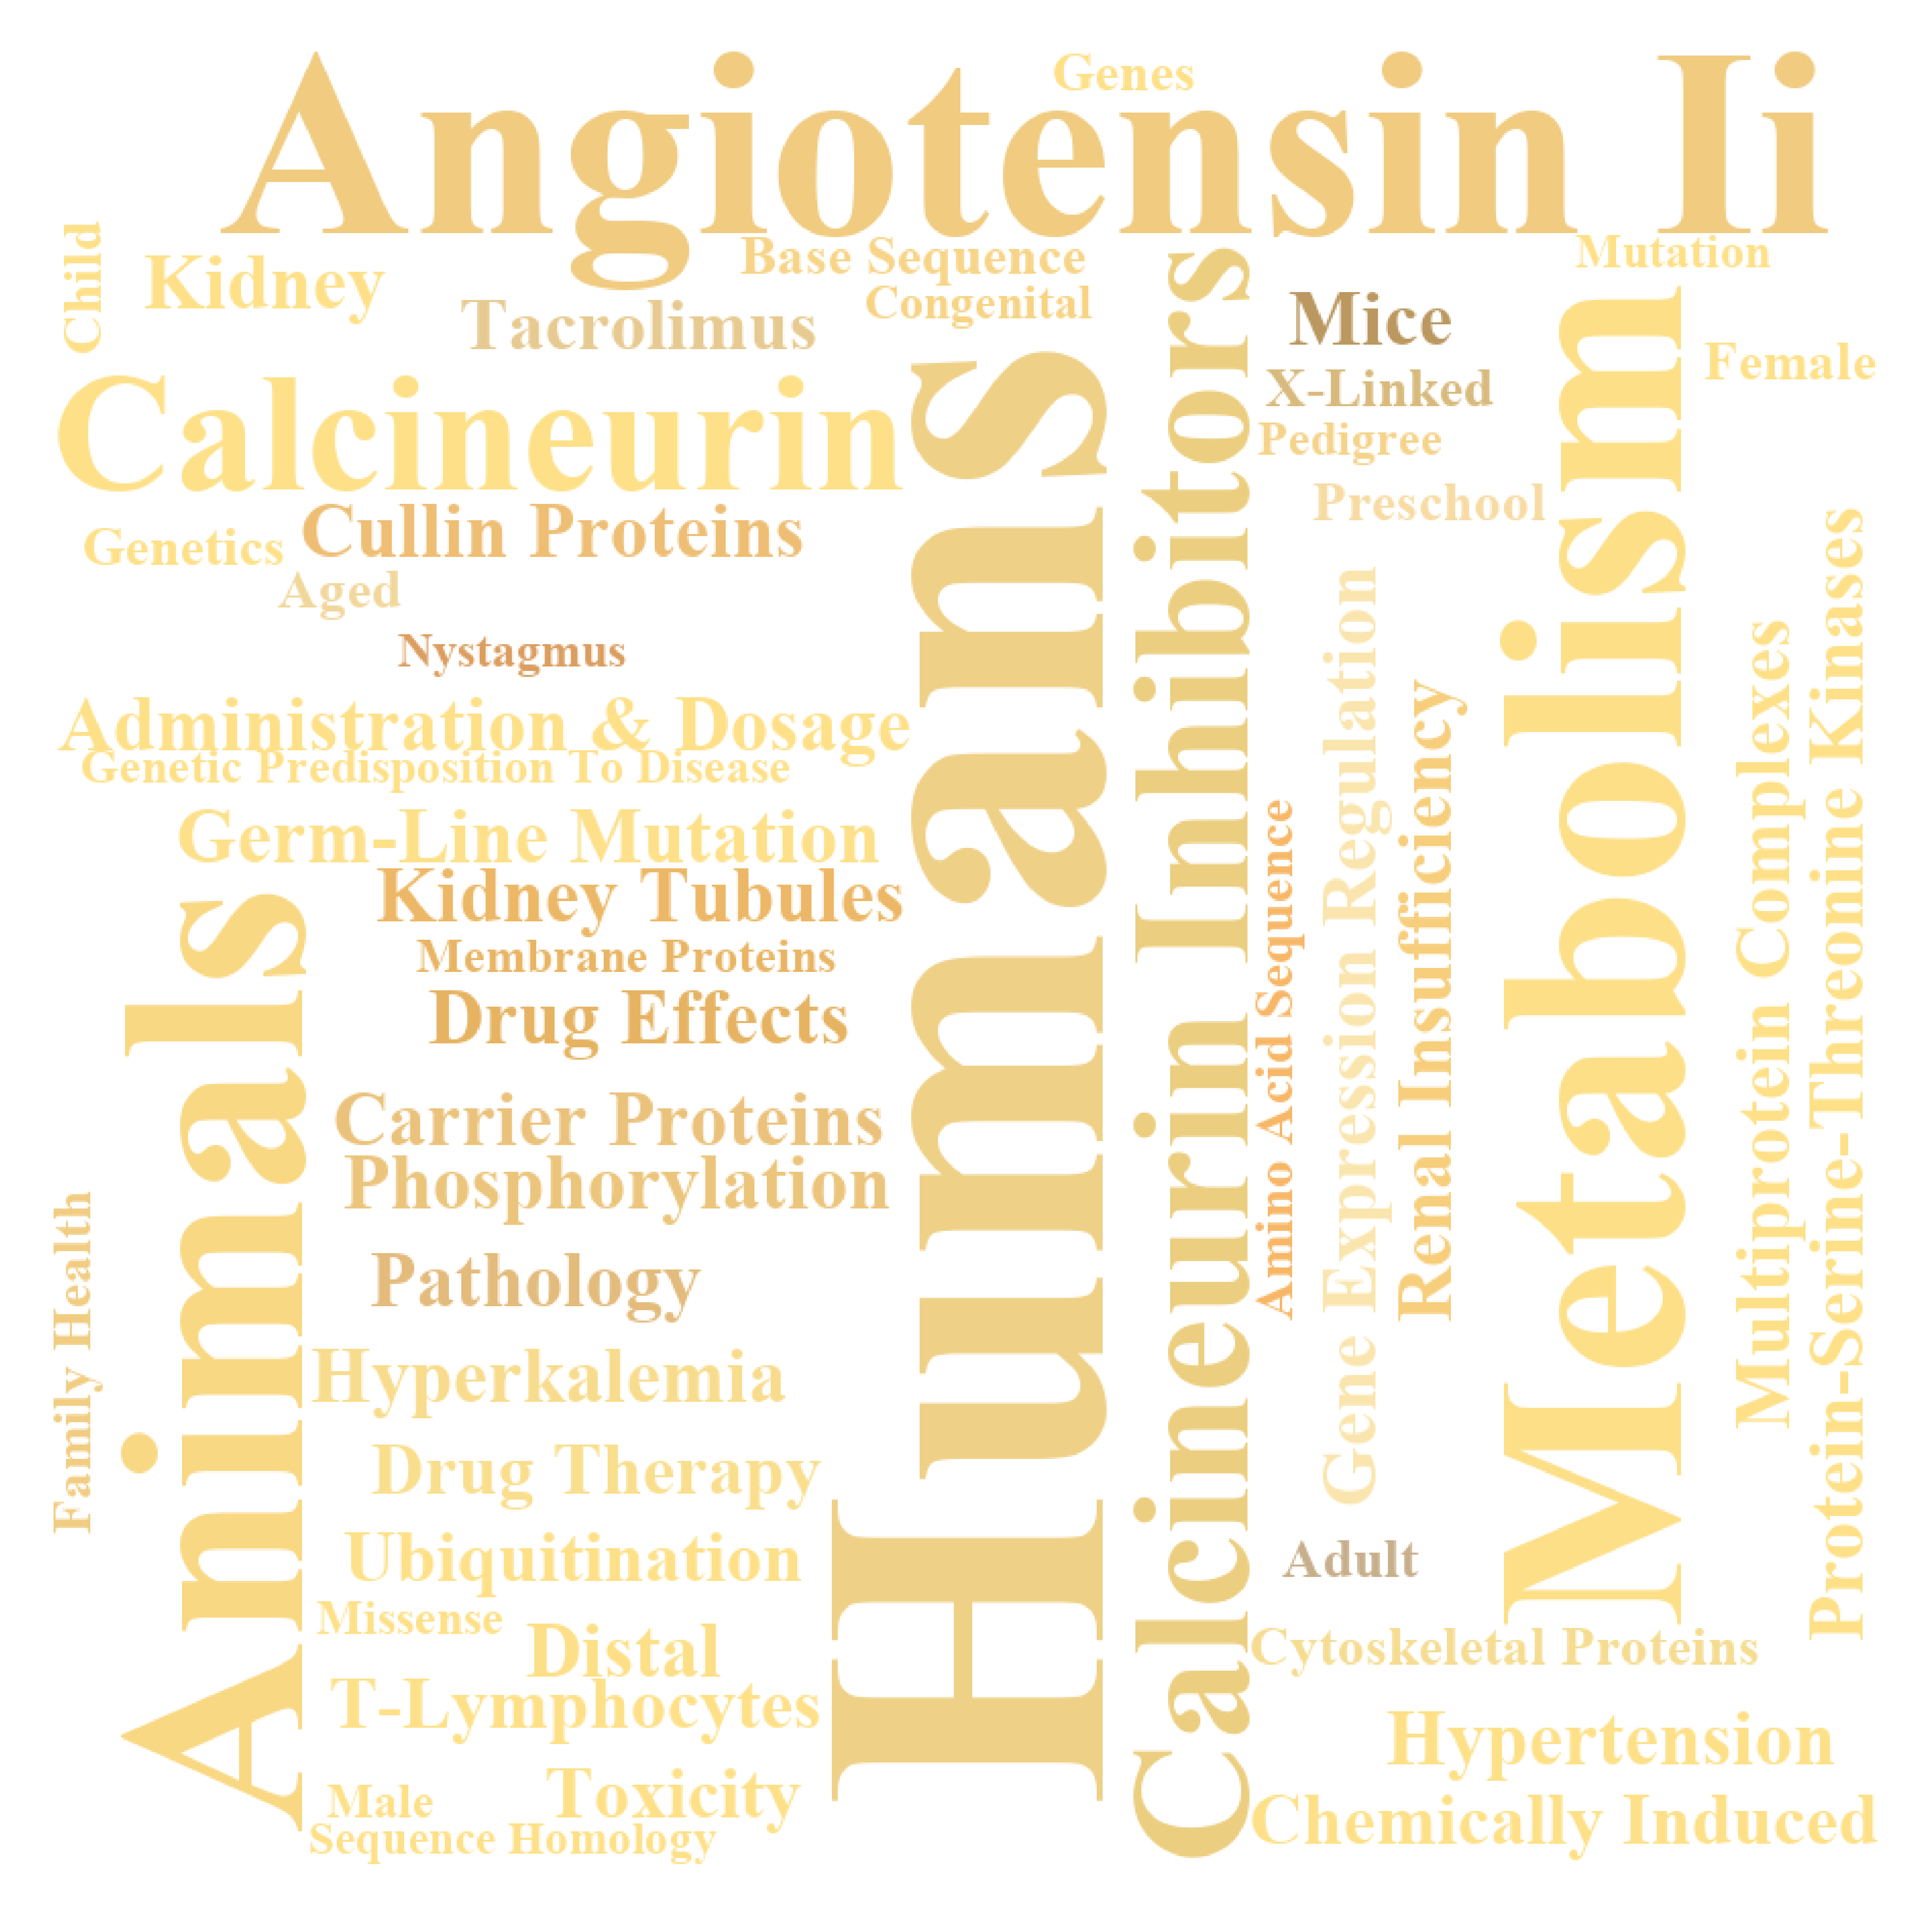 Genes
Angiotensin Ii
Child
Kidney
Base Sequence
Mutation
Congenital
Tacrolimus
Mice
Female
X-Linked
Calcineurin
Pedigree
Preschool
Cullin Proteins
Genetics
Aged
Nystagmus
Administration & Dosage
Genetic Predisposition To Disease
Germ-Line Mutation
Kidney Tubules
Membrane Proteins
Drug Effects
Carrier Proteins
Phosphorylation
Pathology
Hyperkalemia
Drug Therapy
Ubiquitination
Missense
Distal
T-Lymphocytes
Toxicity
Male
Sequence Homology
Family Health
Animals
Humans
Calcineurin Inhibitors
Amino Acid Sequence
Gene Expression Regulation
Renal Insufficiency
Metabolism
Multiprotein Complexes
Protein-Serine-Threonine Kinases
Adult
Cytoskeletal Proteins
Hypertension
Chemically Induced